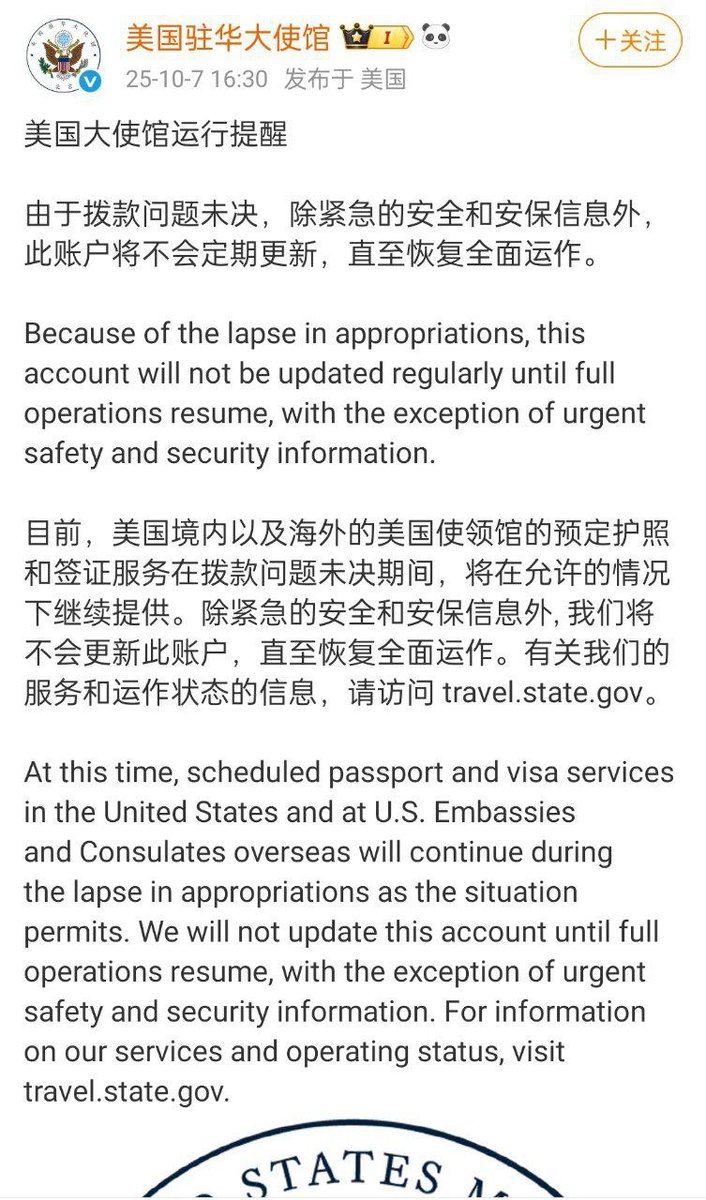 美国驻华大使馆 I
+关注
25-10-7 16:30 发布于 美国
美国大使馆运行提醒
由于拨款问题未决，除紧急的安全和安保信息外，
此账户将不会定期更新，直至恢复全面运作。
Because of the lapse in appropriations, this
account will not be updated regularly until full
operations resume, with the exception of urgent
safety and security information.
目前，美国境内以及海外的美国使领馆的预定护照
和签证服务在拨款问题未决期间，将在允许的情况
下继续提供。除紧急的安全和安保信息外, 我们将
不会更新此账户，直至恢复全面运作。有关我们的
服务和运作状态的信息，请访问 travel.state.gov。
At this time, scheduled passport and visa services
in the United States and at U.S. Embassies
and Consulates overseas will continue during
the lapse in appropriations as the situation
permits. We will not update this account until full
operations resume, with the exception of urgent
safety and security information. For information
on our services and operating status, visit
travel.state.gov.
STATES M